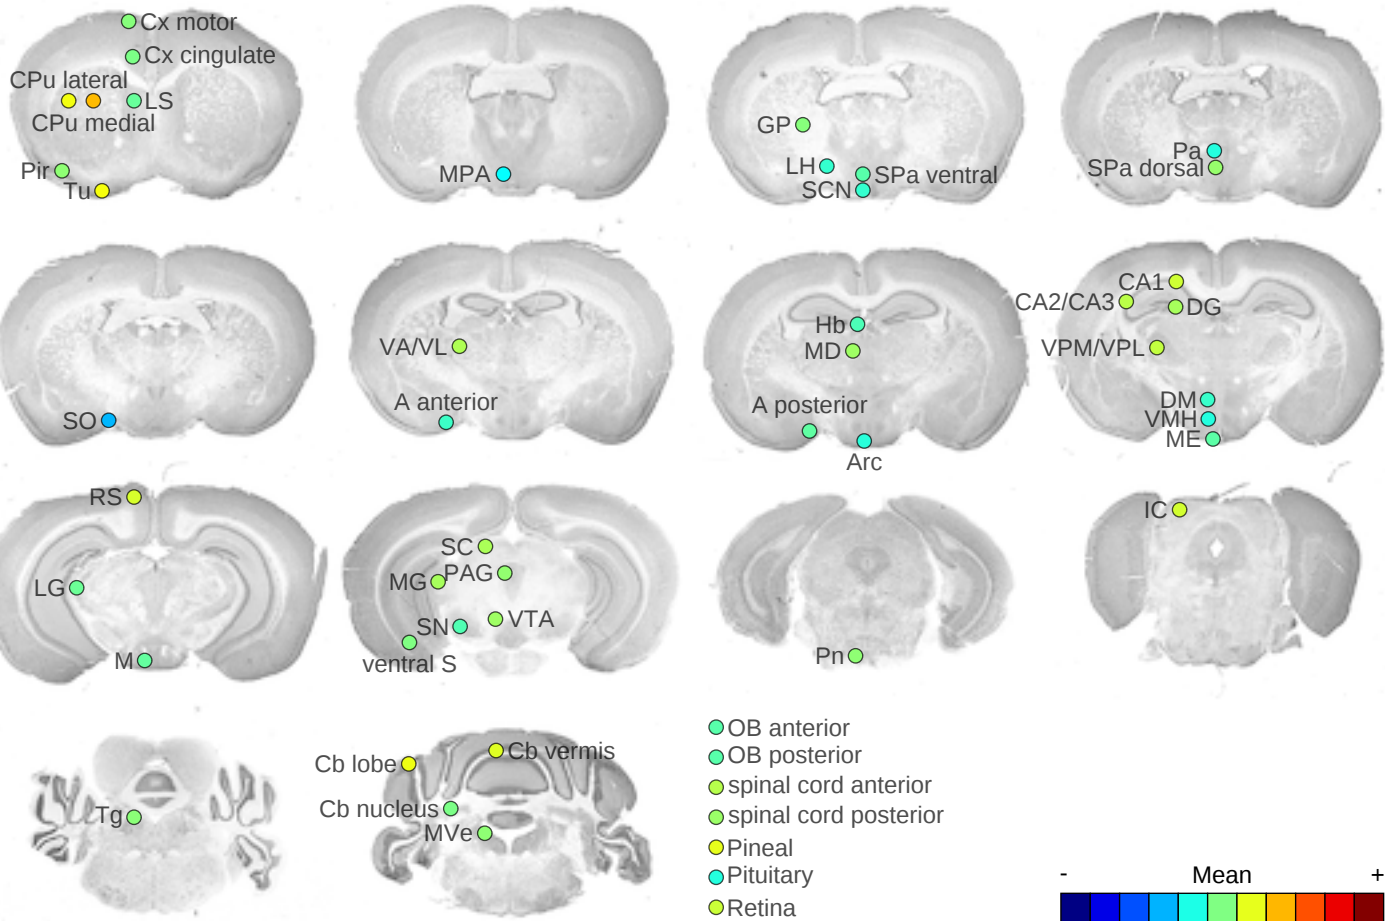 Cx motor
Cx cingulate
CPu lateral
LS
CPu medial
Pir
Tu
MPA
GP
LH
SPa ventral
SCN
Pa
SPa dorsal
SO
VA/VL
A anterior
Hb
MD
A posterior
Arc
CA1
CA2/CA3
DG
VPM/VPL
DM
VMH
ME
RS
LG
M
SC
MG
PAG
SN
VTA
ventral S
Pn
IC
Tg
Cb lobe
Cb vermis
Cb nucleus
MVe
OB anterior
OB posterior
spinal cord anterior
spinal cord posterior
Pineal
Pituitary
Retina
- Mean +